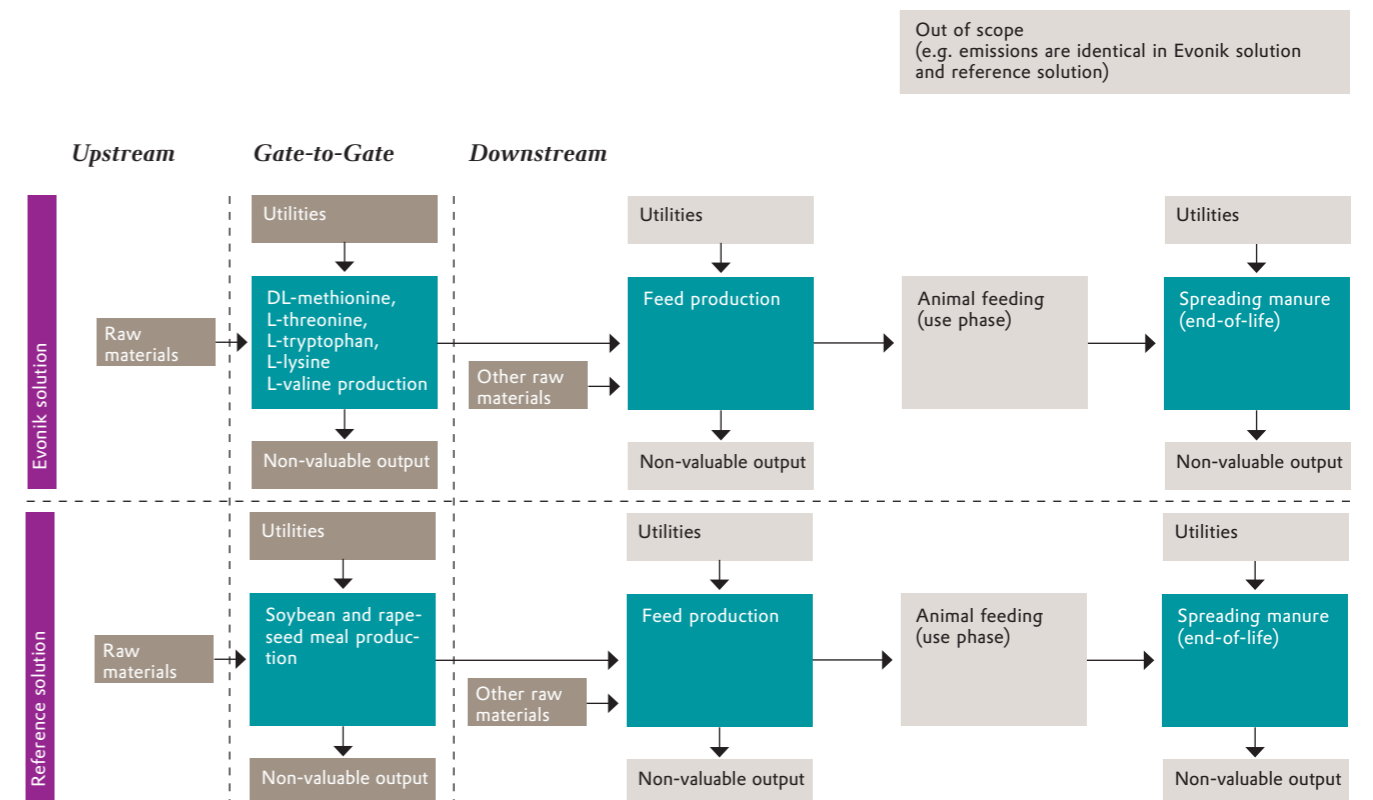 Out of scope
(e.g. emissions are identical in Evonik solution
and reference solution)
Upstream
Gate-to-Gate
Downstream
Evonik solution
Raw
materials
Utilities
DL-methionine,
L-threonine,
L-tryptophan,
L-lysine
L-valine production
Non-valuable output
Other raw
materials
Utilities
Feed production
Non-valuable output
Animal feeding
(use phase)
Utilities
Spreading manure
(end-of-life)
Non-valuable output
Reference solution
Raw
materials
Utilities
Soybean and rape-
seed meal produc-
tion
Non-valuable output
Other raw
materials
Utilities
Feed production
Non-valuable output
Animal feeding
(use phase)
Utilities
Spreading manure
(end-of-life)
Non-valuable output